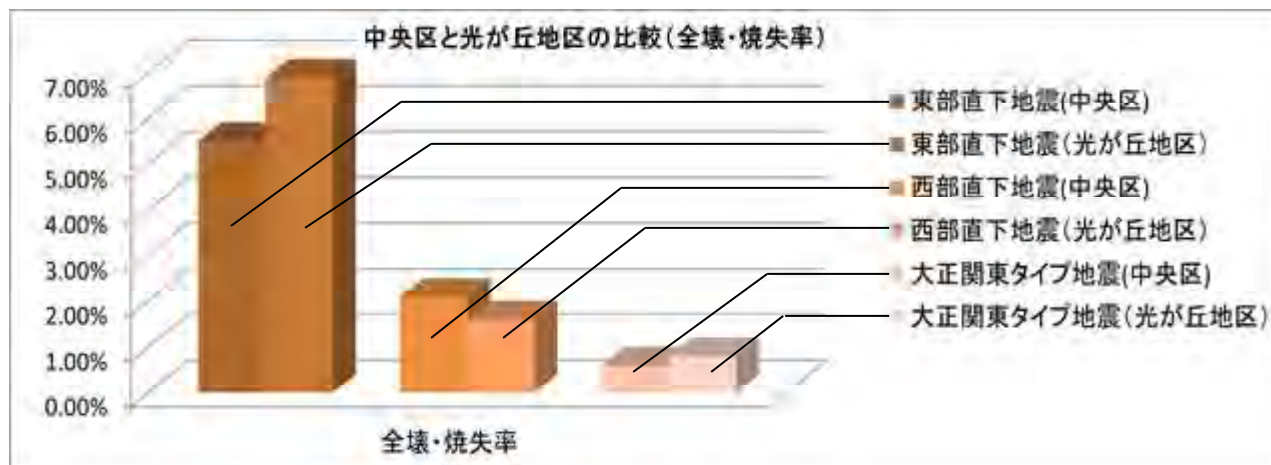 中央区と光が丘地区の比較(全壊・焼失率)
7.00%
6.00%
5.00%
4.00%
3.00%
2.00%
1.00%
0.00%
全壊・焼失率
東部直下地震(中央区)
東部直下地震(光が丘地区)
西部直下地震(中央区)
西部直下地震(光が丘地区)
大正関東タイプ地震(中央区)
大正関東タイプ地震(光が丘地区)